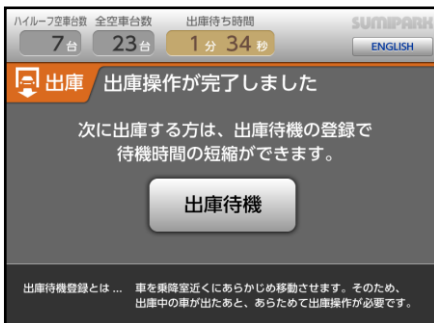 ハイルーフ空車台数 全空車台数 出庫待ち時間 SUMIPARK
7台 23台 1分 34秒 ENGLISH
出庫 出庫操作が完了しました
次に出庫する方は、出庫待機の登録で
待機時間の短縮ができます。
出庫待機
出庫待機登録とは… 車を乗降室近くにあらかじめ移動させます。そのため、
出庫中の車が出たあと、あらためて出庫操作が必要です。